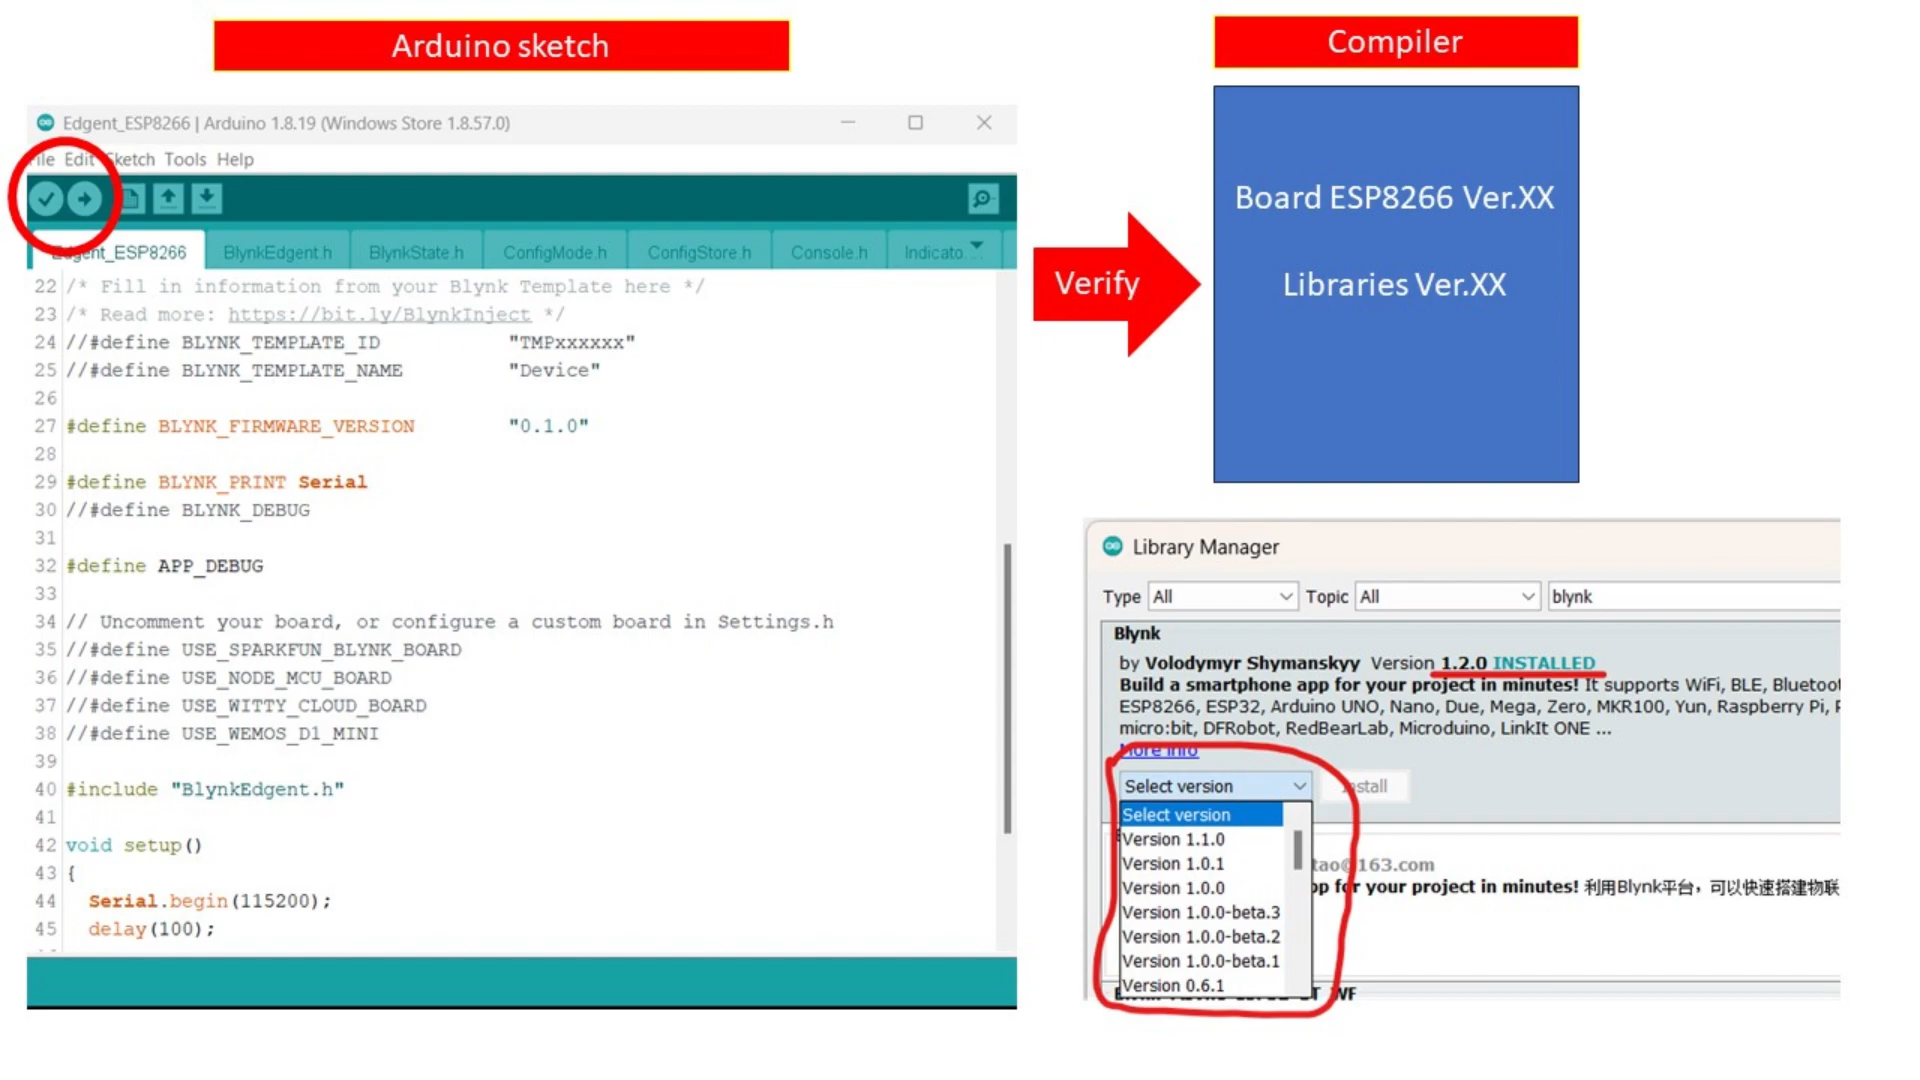 Arduino sketch
Compiler
Edgent_ESP8266 | Arduino 1.8.19 (Windows Store 1.8.57.0)
File Edit Sketch Tools Help
Edgent_ESP8266 BlynkEdgent.h BlynkState.h ConfigMode.h ConfigStore.h Console.h Indicato...
22 /* Fill in information from your Blynk Template here */
23 /* Read more: https://bit.ly/BlynkInject */
24 //#define BLYNK_TEMPLATE_ID "TMPxxxxxx"
25 //#define BLYNK_TEMPLATE_NAME "Device"
26
27 #define BLYNK_FIRMWARE_VERSION "0.1.0"
28
29 #define BLYNK_PRINT Serial
30 //#define BLYNK_DEBUG
31
32 #define APP_DEBUG
33
34 // Uncomment your board, or configure a custom board in Settings.h
35 //#define USE_SPARKFUN_BLYNK_BOARD
36 //#define USE_NODE_MCU_BOARD
37 //#define USE_WITTY_CLOUD_BOARD
38 //#define USE_WEMOS_D1_MINI
39
40 #include "BlynkEdgent.h"
41
42 void setup()
43 {
44 Serial.begin(115200);
45 delay(100);
Verify
Board ESP8266 Ver.XX
Libraries Ver.XX
Library Manager
Type All Topic All blynk
Blynk
by Volodymyr Shymanskyy Version 1.2.0 INSTALLED
Build a smartphone app for your project in minutes! It supports WiFi, BLE, Bluetoot
ESP8266, ESP32, Arduino UNO, Nano, Due, Mega, Zero, MKR100, Yun, Raspberry Pi,
micro:bit, DFRobot, RedBearLab, Microduino, LinkIt ONE ...
More info
Select version Install
Select version
Version 1.1.0
Version 1.0.1
tao@163.com
Version 1.0.0
pp for your project in minutes! 利用Blynk平台，可以快速搭建物联
Version 1.0.0-beta.3
Version 1.0.0-beta.2
Version 1.0.0-beta.1
Version 0.6.1